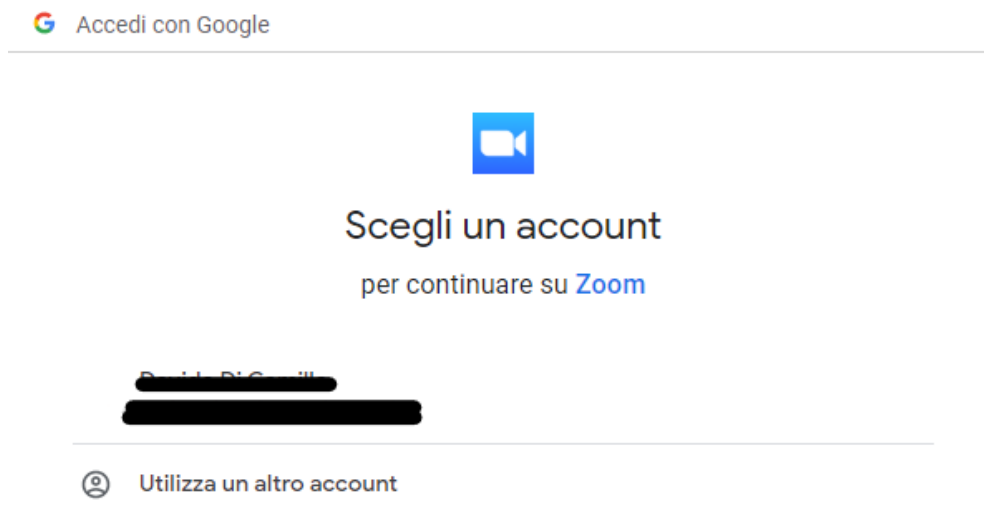 Accedi con Google
Scegli un account
per continuare su Zoom
Utilizza un altro account